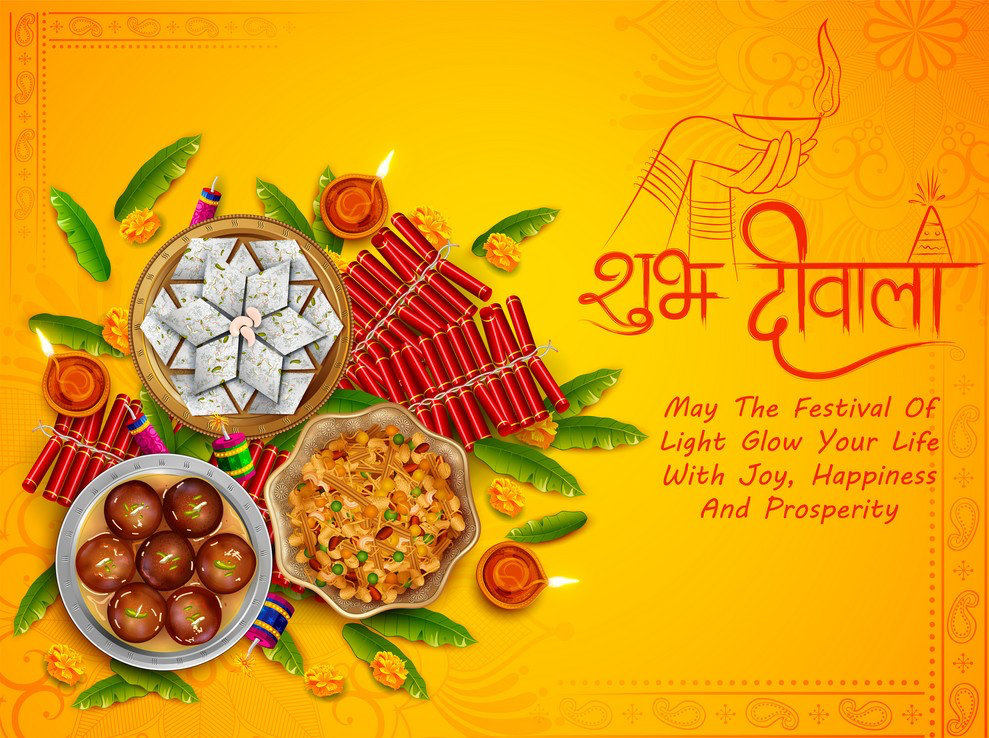 शुभ दीवाला
May The Festival Of
Light Glow Your Life
With Joy, Happiness
And Prosperity